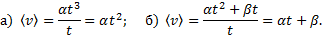 а) ⟨v⟩ = αt³/t = αt²;  б) ⟨v⟩ = (αt² + βt)/t = αt + β.